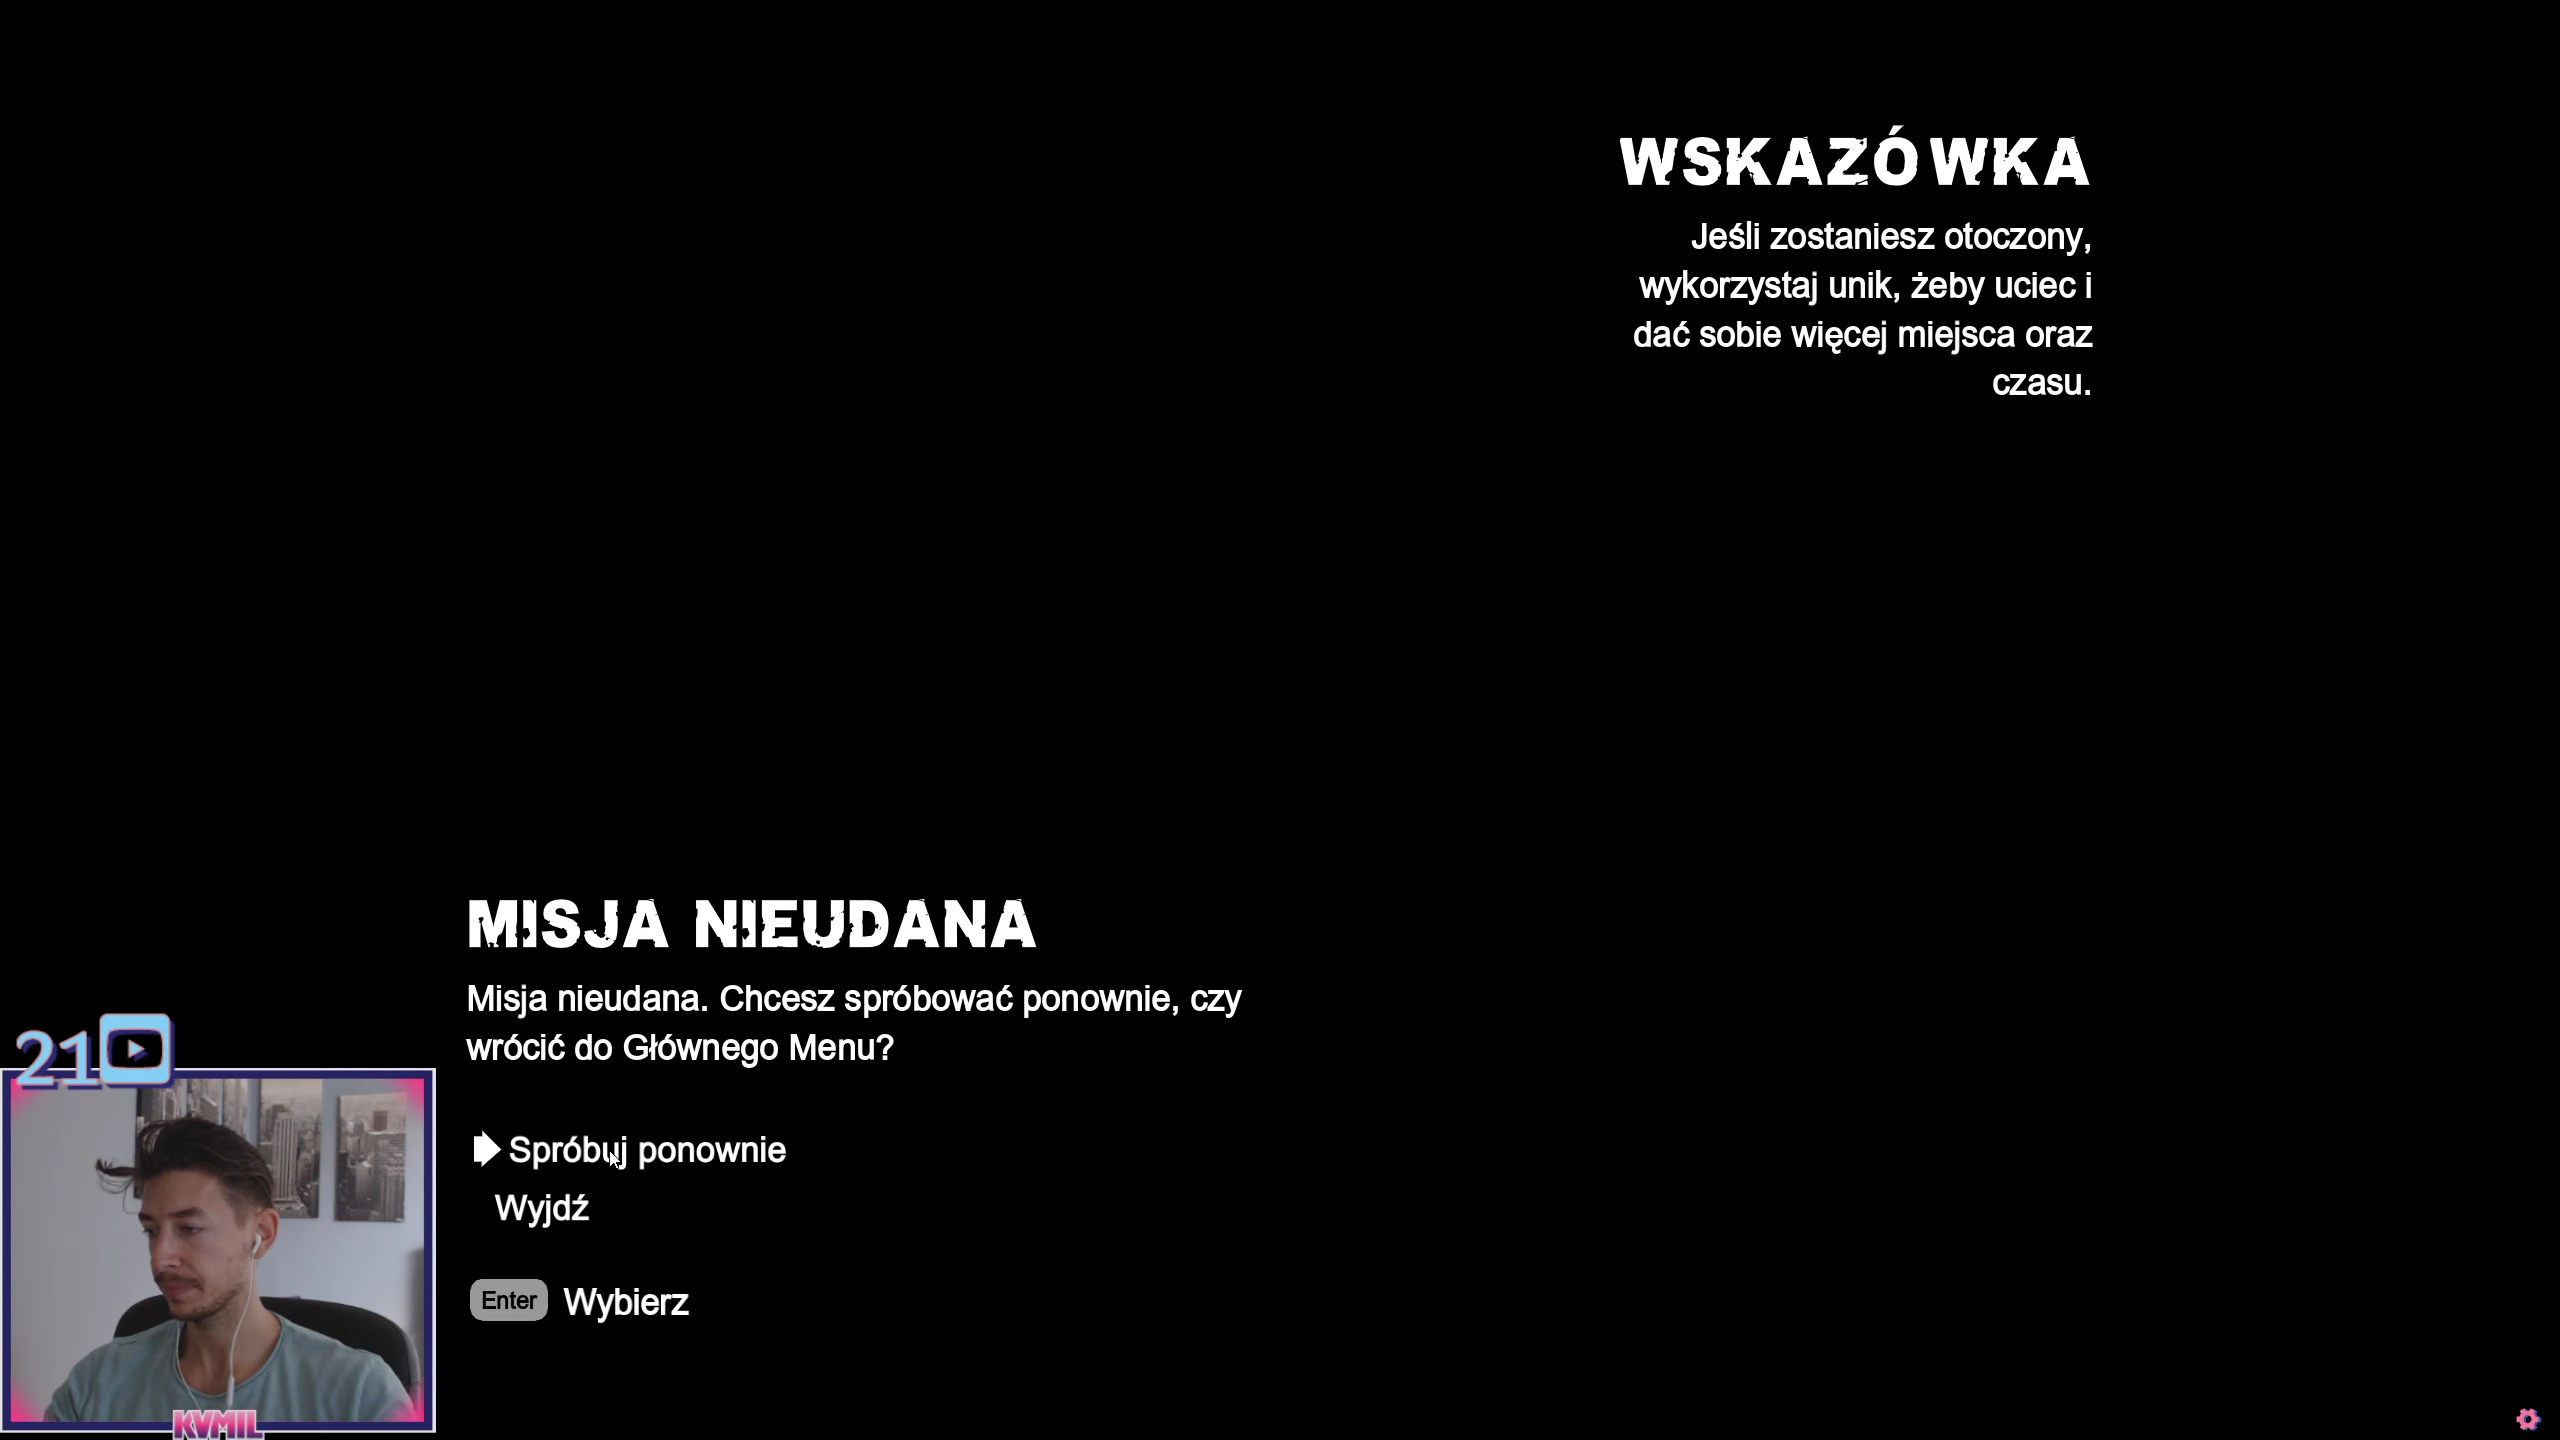 WSKAZÓWKA
Jeśli zostaniesz otoczony,
wykorzystaj unik, żeby uciec i
dać sobie więcej miejsca oraz
czasu.
MISJA NIEUDANA
Misja nieudana. Chcesz spróbować ponownie, czy
wrócić do Głównego Menu?
Spróbuj ponownie
Wyjdź
Enter Wybierz
21
KVMIL